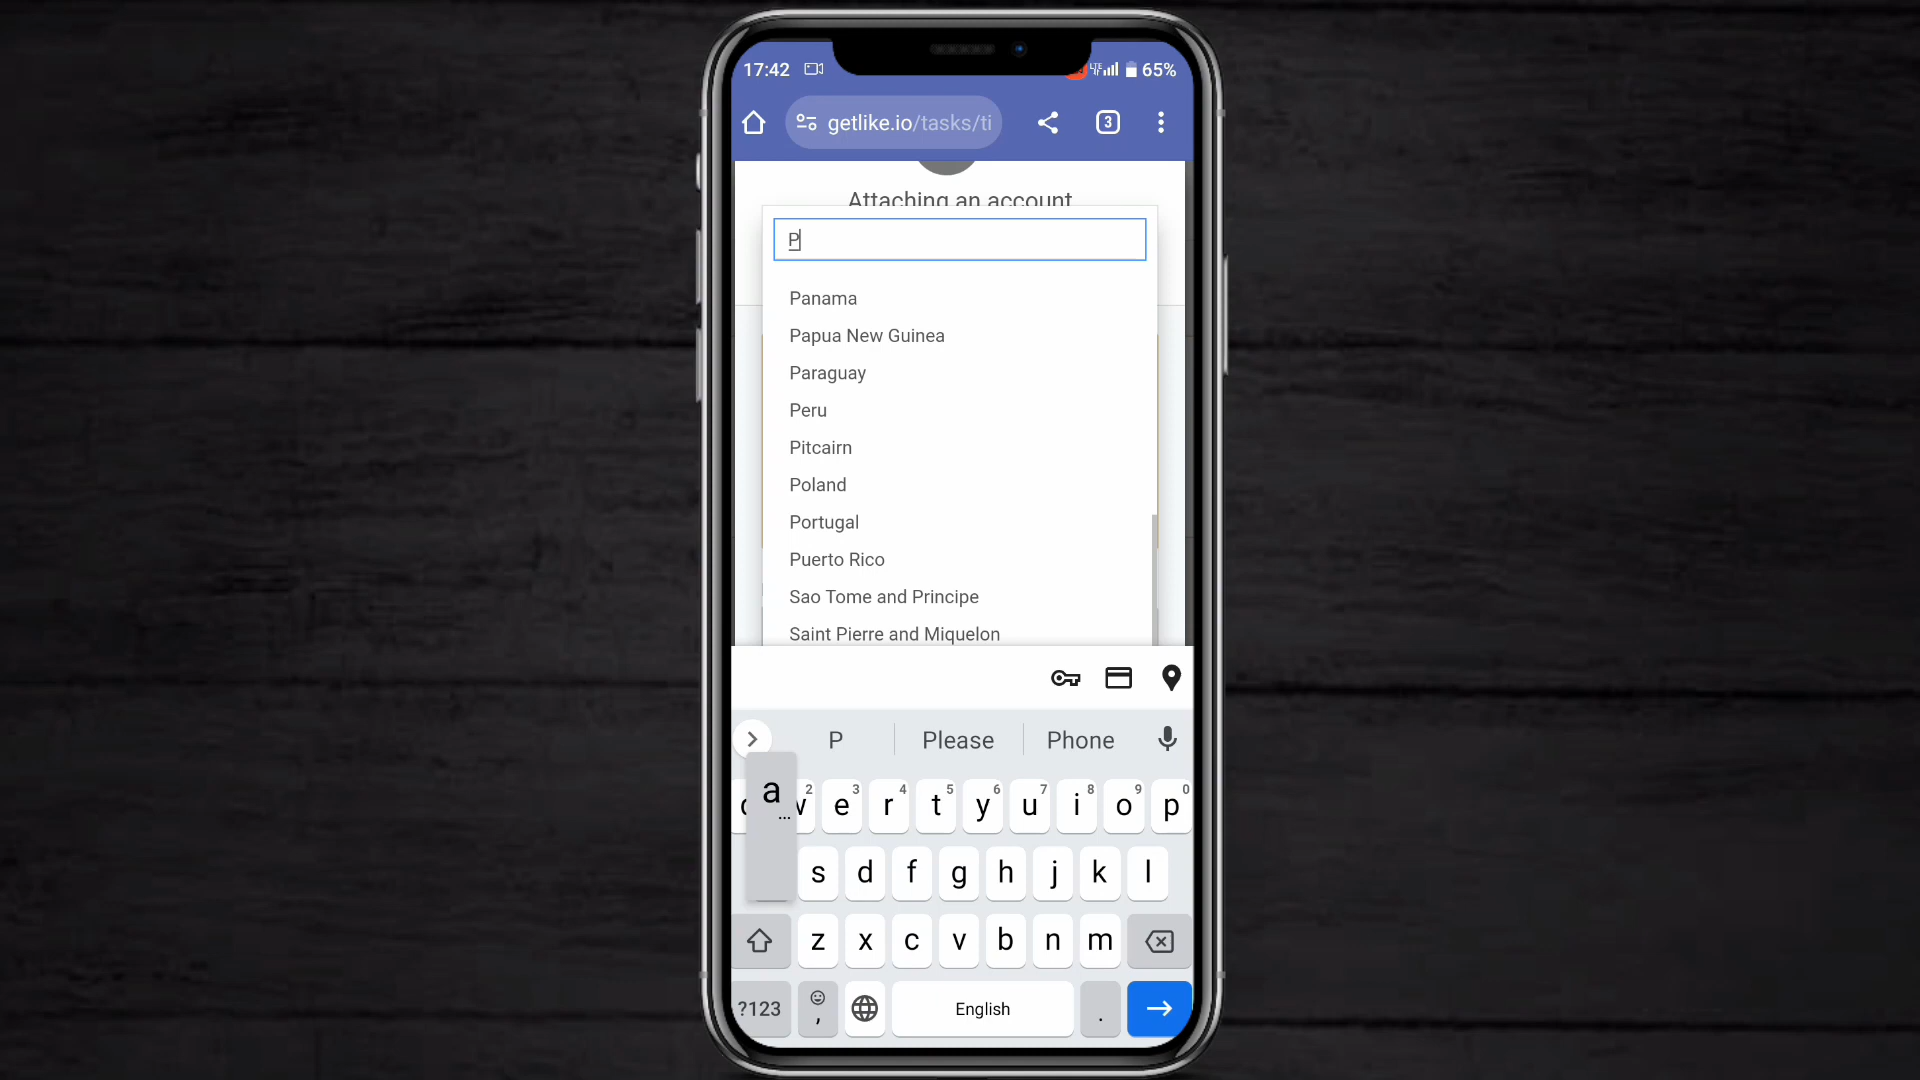 17:42 LTE 65%
getlike.io/tasks/ti 3
Attaching an account
P
Panama
Papua New Guinea
Paraguay
Peru
Pitcairn
Poland
Portugal
Puerto Rico
Sao Tome and Principe
Saint Pierre and Miquelon
P Please Phone
2 3 4 5 6 7 8 9 0
a ... e r t y u i o p
s d f g h j k l
z x c v b n m
?123 , English .